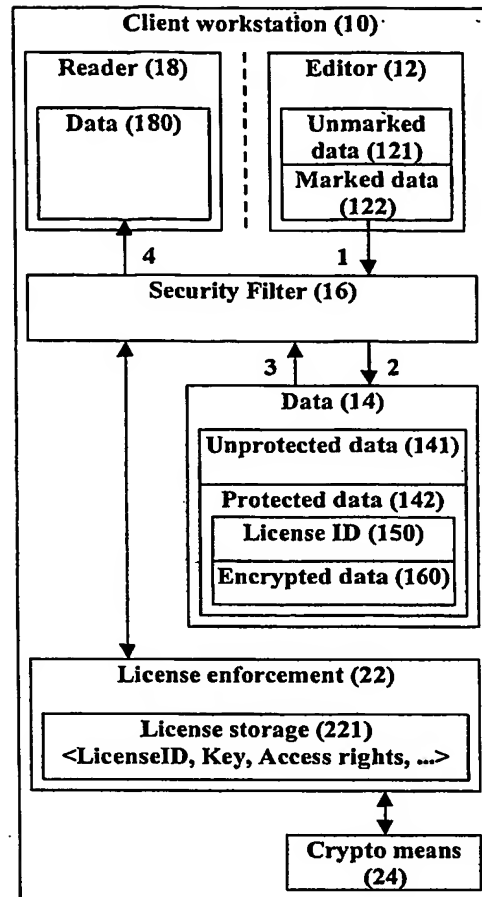 Client workstation (10)
Reader (18)
Data (180)
Editor (12)
Unmarked
data (121)
Marked data
(122)
4
1
Security Filter (16)
3
2
Data (14)
Unprotected data (141)
Protected data (142)
License ID (150)
Encrypted data (160)
License enforcement (22)
License storage (221)
<LicenseID, Key, Access rights, ...>
Crypto means
(24)